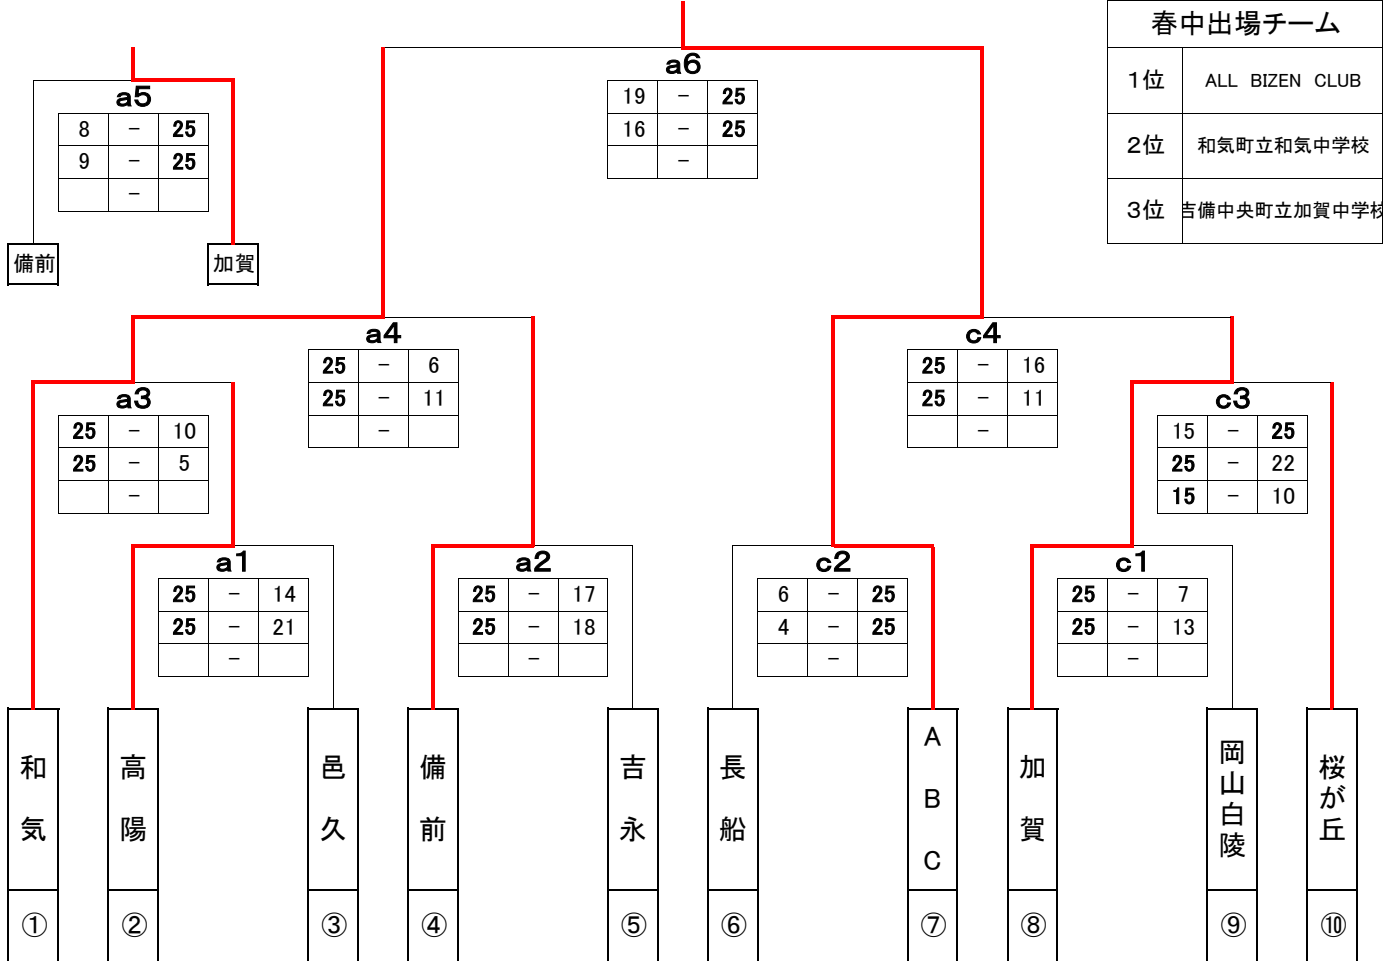 春中出場チーム
1位 ALL BIZEN CLUB
2位 和気町立和気中学校
3位 吉備中央町立加賀中学校
a6
19 － 25
16 － 25
－
a5
8 － 25
9 － 25
－
備前 加賀
a4
25 － 6
25 － 11
－
c4
25 － 16
25 － 11
－
a3
25 － 10
25 － 5
－
c3
15 － 25
25 － 22
15 － 10
a1
25 － 14
25 － 21
－
a2
25 － 17
25 － 18
－
c2
6 － 25
4 － 25
－
c1
25 － 7
25 － 13
－
和気
高陽
邑久
備前
吉永
長船
ABC
加賀
岡山白陵
桜が丘
① ② ③ ④ ⑤ ⑥ ⑦ ⑧ ⑨ ⑩